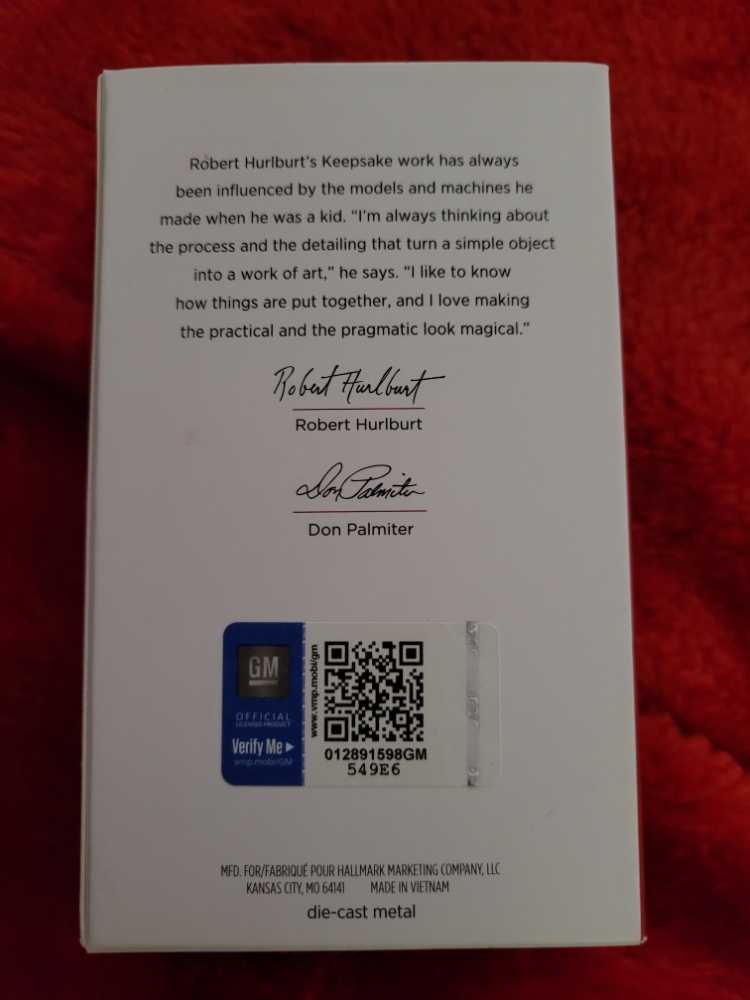 Robert Hurlburt's Keepsake work has always
been influenced by the models and machines he
made when he was a kid. "I'm always thinking about
the process and the detailing that turn a simple object
into a work of art," he says. "I like to know
how things are put together, and I love making
the practical and the pragmatic look magical."
Robert Hurlburt
Robert Hurlburt
Don Palmiter
Don Palmiter
GM
OFFICIAL
LICENSED PRODUCT
Verify Me
vmp.mobi/GM
www.vmp.mobi/gm
012891598GM
549E6
MFD. FOR/FABRIQUÉ POUR HALLMARK MARKETING COMPANY, LLC
KANSAS CITY, MO 64141 MADE IN VIETNAM
die-cast metal